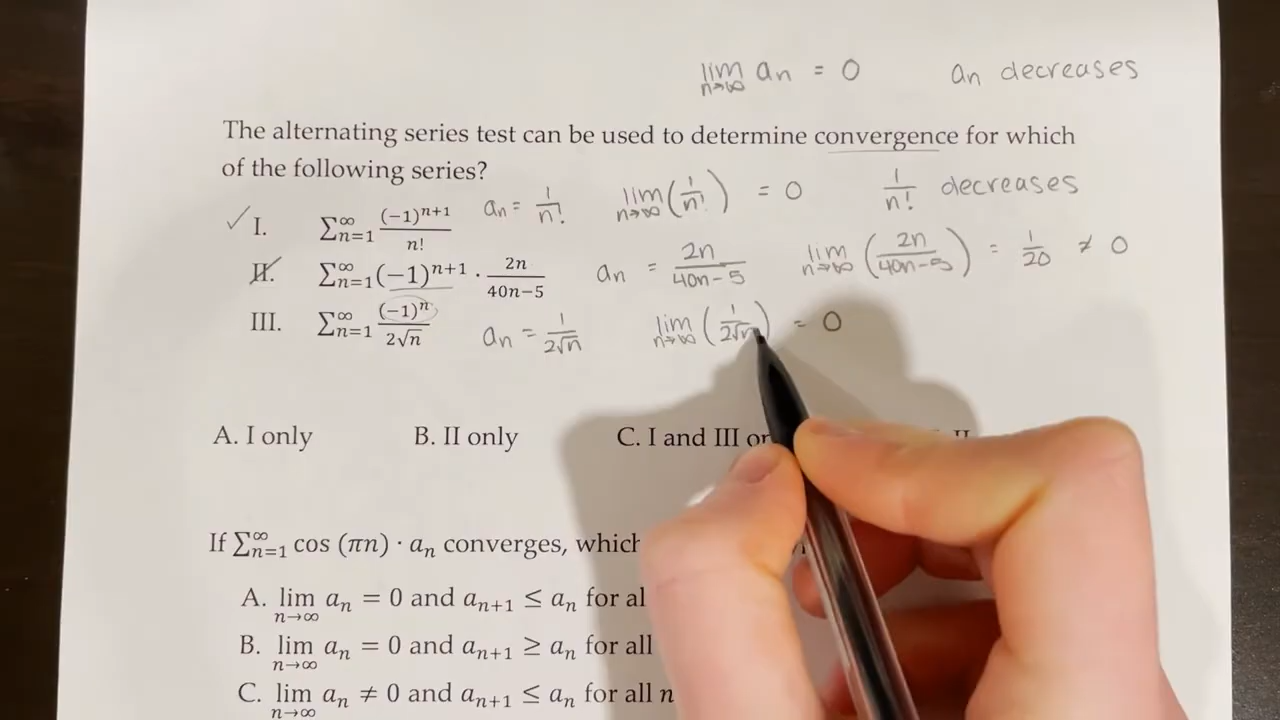 lim n→∞ an = 0 an decreases
The alternating series test can be used to determine convergence for which
of the following series?
✓ I. ∑∞n=1 (-1)ⁿ⁺¹/n! an = 1/n! lim n→∞ (1/n!) = 0 1/n! decreases
II. ∑∞n=1 (-1)ⁿ⁺¹ · 2n/40n-5 an = 2n/40n-5 lim n→∞ (2n/40n-5) = 1/20 ≠ 0
III. ∑∞n=1 (-1)ⁿ/2√n an = 1/2√n lim n→∞ (1/2√n) = 0
A. I only B. II only C. I and III
If ∑∞n=1 cos (πn) · an converges,
A. lim n→∞ an = 0 and an+1 ≤ an for
B. lim n→∞ an = 0 and an+1 ≥ an for all
C. lim n→∞ an ≠ 0 and an+1 ≤ an for all n